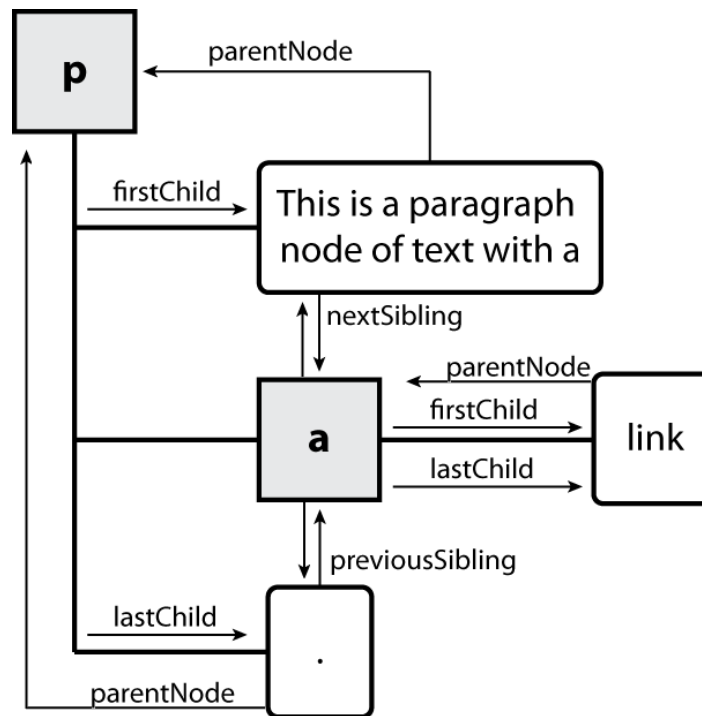 parentNode
p
firstChild
This is a paragraph
node of text with a
nextSibling
parentNode
firstChild
a
link
lastChild
previousSibling
lastChild
.
parentNode